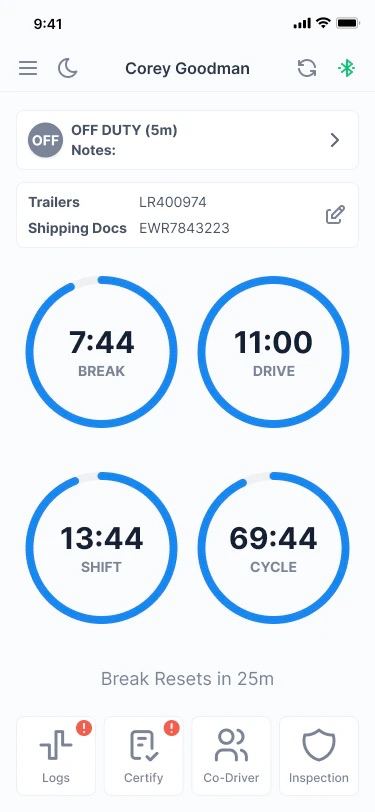 9:41
Corey Goodman
OFF
OFF DUTY (5m)
Notes:
Trailers LR400974
Shipping Docs EWR7843223
7:44
BREAK
11:00
DRIVE
13:44
SHIFT
69:44
CYCLE
Break Resets in 25m
! !
Logs Certify Co-Driver Inspection